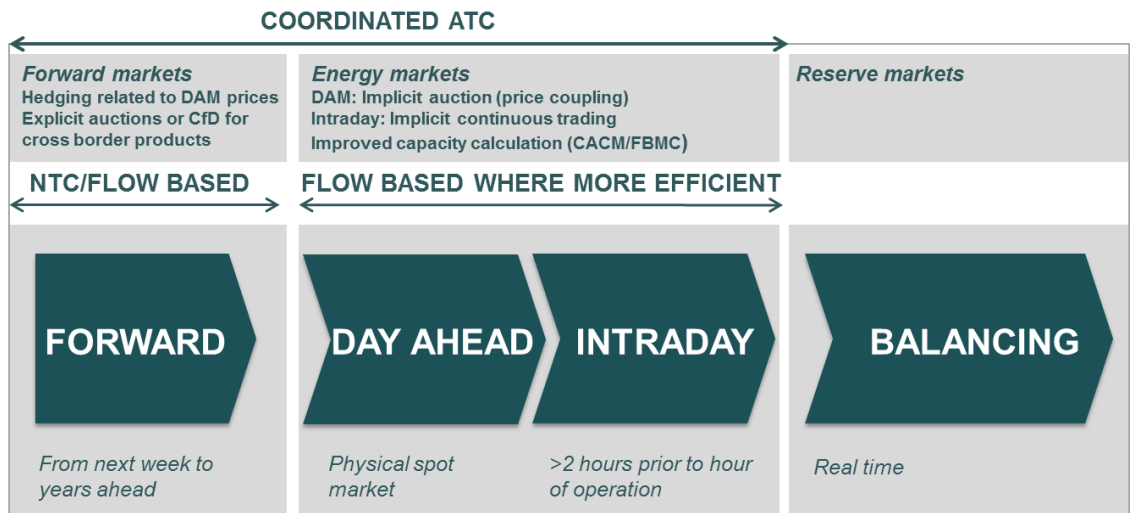 COORDINATED ATC
Forward markets
Hedging related to DAM prices
Explicit auctions or CfD for
cross border products
Energy markets
DAM: Implicit auction (price coupling)
Intraday: Implicit continuous trading
Improved capacity calculation (CACM/FBMC)
Reserve markets
NTC/FLOW BASED
FLOW BASED WHERE MORE EFFICIENT
FORWARD
DAY AHEAD
INTRADAY
BALANCING
From next week to
years ahead
Physical spot
market
>2 hours prior to hour
of operation
Real time